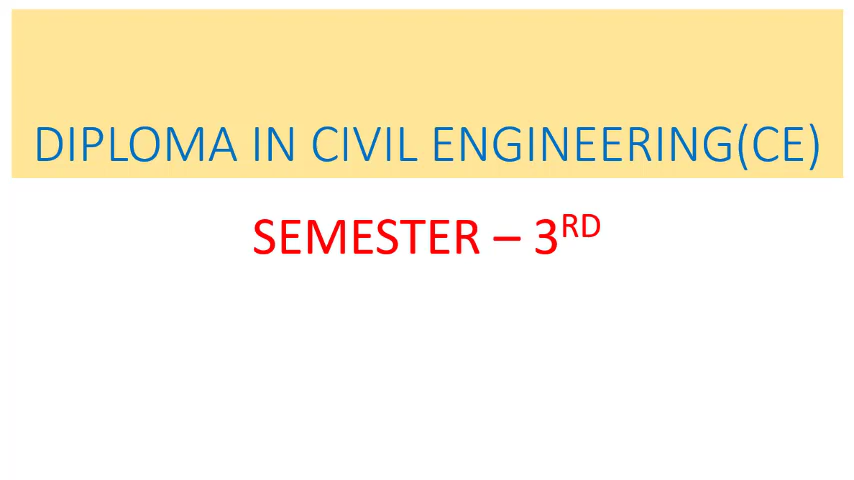 DIPLOMA IN CIVIL ENGINEERING(CE)
SEMESTER – 3RD